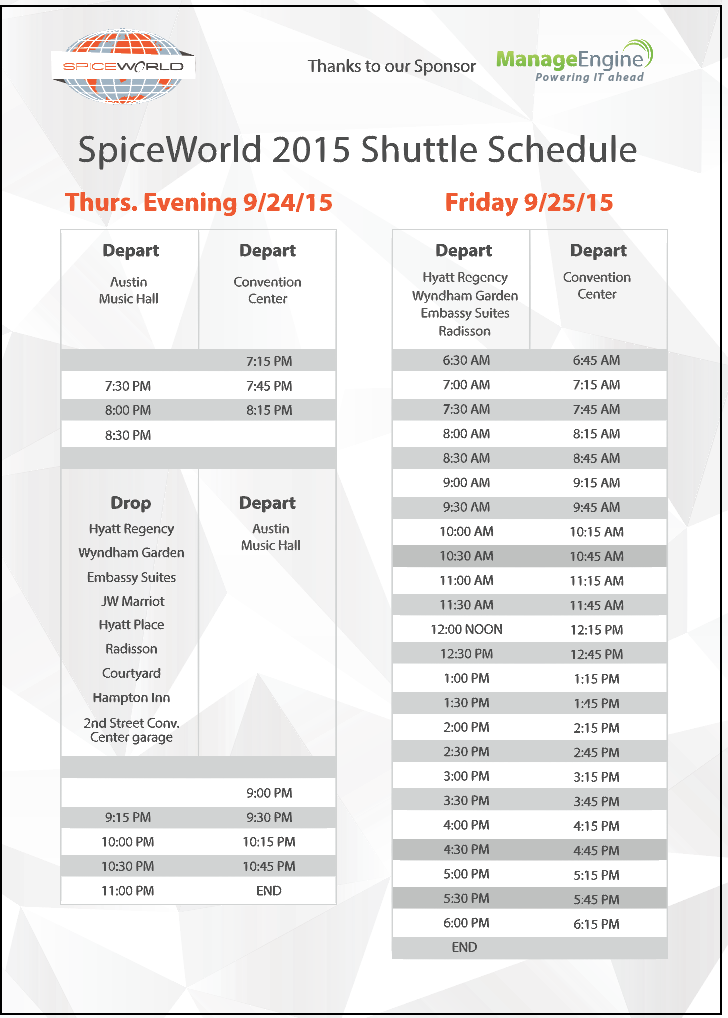 SPICEWORLD
Thanks to our Sponsor
ManageEngine
Powering IT ahead
SpiceWorld 2015 Shuttle Schedule
Thurs. Evening 9/24/15
Depart Depart
Austin Convention
Music Hall Center
7:15 PM
7:30 PM 7:45 PM
8:00 PM 8:15 PM
8:30 PM
Drop Depart
Hyatt Regency Austin
Wyndham Garden Music Hall
Embassy Suites
JW Marriot
Hyatt Place
Radisson
Courtyard
Hampton Inn
2nd Street Conv.
Center garage
9:00 PM
9:15 PM 9:30 PM
10:00 PM 10:15 PM
10:30 PM 10:45 PM
11:00 PM END
Friday 9/25/15
Depart Depart
Hyatt Regency Convention
Wyndham Garden Center
Embassy Suites
Radisson
6:30 AM 6:45 AM
7:00 AM 7:15 AM
7:30 AM 7:45 AM
8:00 AM 8:15 AM
8:30 AM 8:45 AM
9:00 AM 9:15 AM
9:30 AM 9:45 AM
10:00 AM 10:15 AM
10:30 AM 10:45 AM
11:00 AM 11:15 AM
11:30 AM 11:45 AM
12:00 NOON 12:15 PM
12:30 PM 12:45 PM
1:00 PM 1:15 PM
1:30 PM 1:45 PM
2:00 PM 2:15 PM
2:30 PM 2:45 PM
3:00 PM 3:15 PM
3:30 PM 3:45 PM
4:00 PM 4:15 PM
4:30 PM 4:45 PM
5:00 PM 5:15 PM
5:30 PM 5:45 PM
6:00 PM 6:15 PM
END